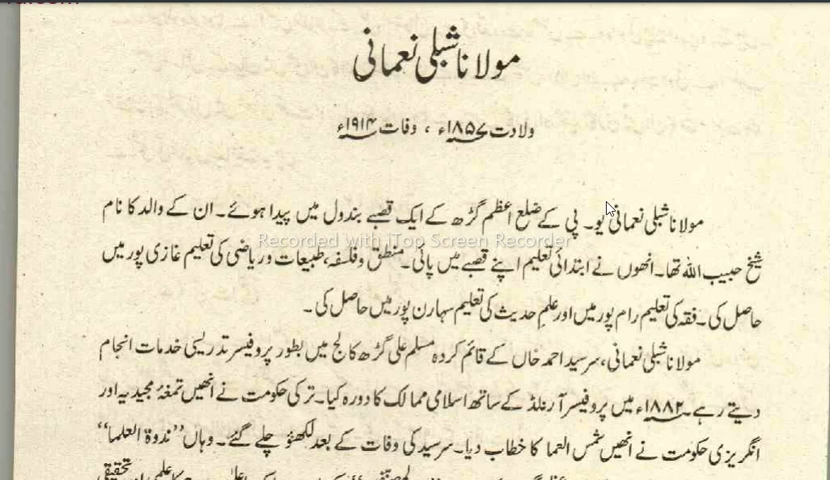 مولانا شبلی نعمانی
ولادت ۱۸۵۷ء ، وفات ۱۹۱۴ء
مولانا شبلی نعمانی یو۔ پی کے ضلع اعظم گڑھ کے ایک قصبے بندول میں پیدا ہوئے۔ ان کے والد کا نام
Recorded with iTop Screen Recorder
شیخ حبیب اللہ تھا۔ انھوں نے ابتدائی تعلیم اپنے قصبے میں پائی۔ منطق و فلسفہ، طبیعات و ریاضی کی تعلیم غازی پور میں
حاصل کی۔ فقہ کی تعلیم رام پور میں اور علمِ حدیث کی تعلیم سہارن پور میں حاصل کی۔
مولانا شبلی نعمانی، سرسید احمد خاں کے قائم کردہ مسلم علی گڑھ کالج میں بطور پروفیسر تدریسی خدمات انجام
دیتے رہے۔ ۱۸۸۲ء میں پروفیسر آرنلڈ کے ساتھ اسلامی ممالک کا دورہ کیا۔ ترکی حکومت نے انھیں تمغۂ مجیدیہ اور
انگریزی حکومت نے انھیں شمس العما کا خطاب دیا۔ سرسید کی وفات کے بعد لکھنؤ چلے گئے۔ وہاں ”ندوۃ العلما“